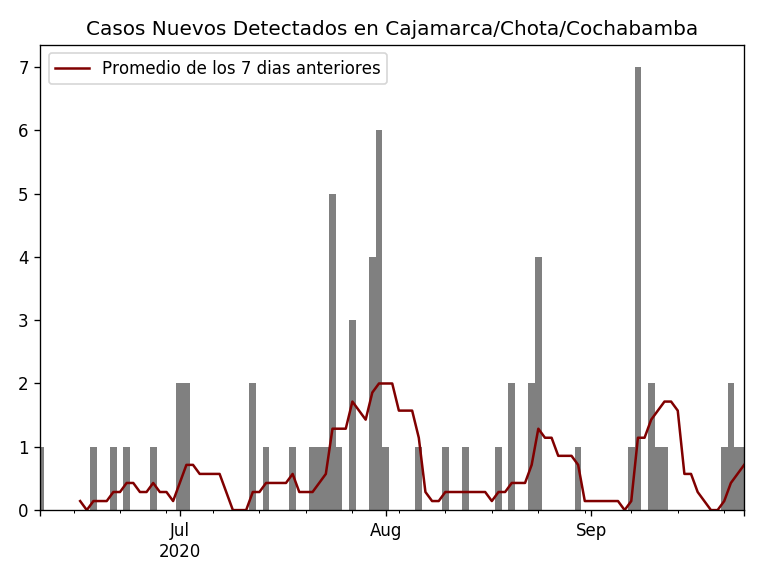 Casos Nuevos Detectados en Cajamarca/Chota/Cochabamba
Promedio de los 7 dias anteriores
7
6
5
4
3
2
1
0
Jul
2020
Aug
Sep